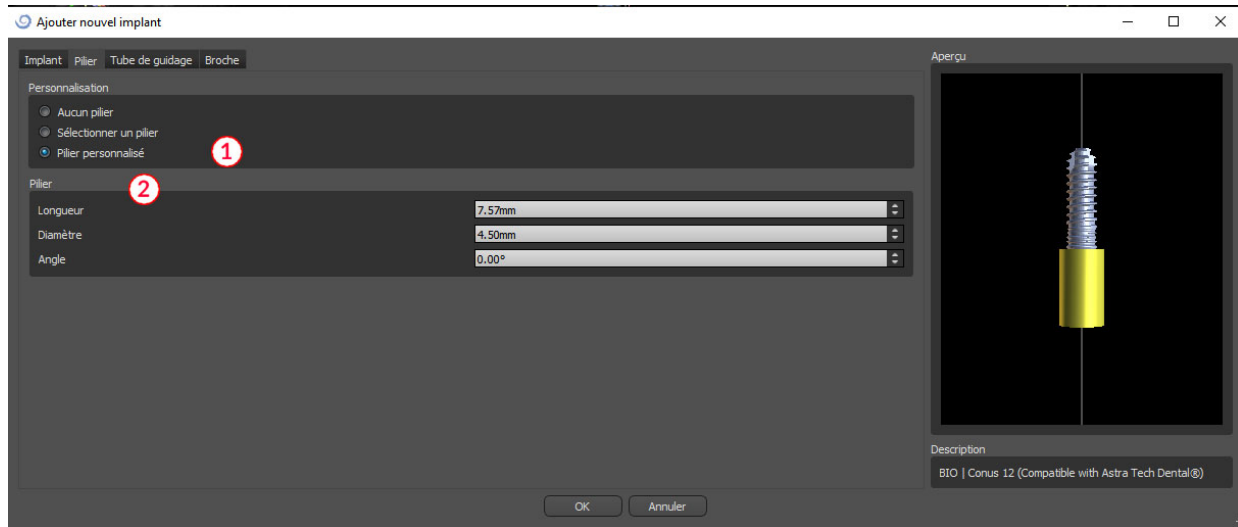 Ajouter nouvel implant
Implant Pilier Tube de guidage Broche
Personnalisation
Aucun pilier
Sélectionner un pilier
Pilier personnalisé
1
Pilier
2
Longueur 7.57mm
Diamètre 4.50mm
Angle 0.00°
Aperçu
Description
BIO | Conus 12 (Compatible with Astra Tech Dental®)
OK Annuler